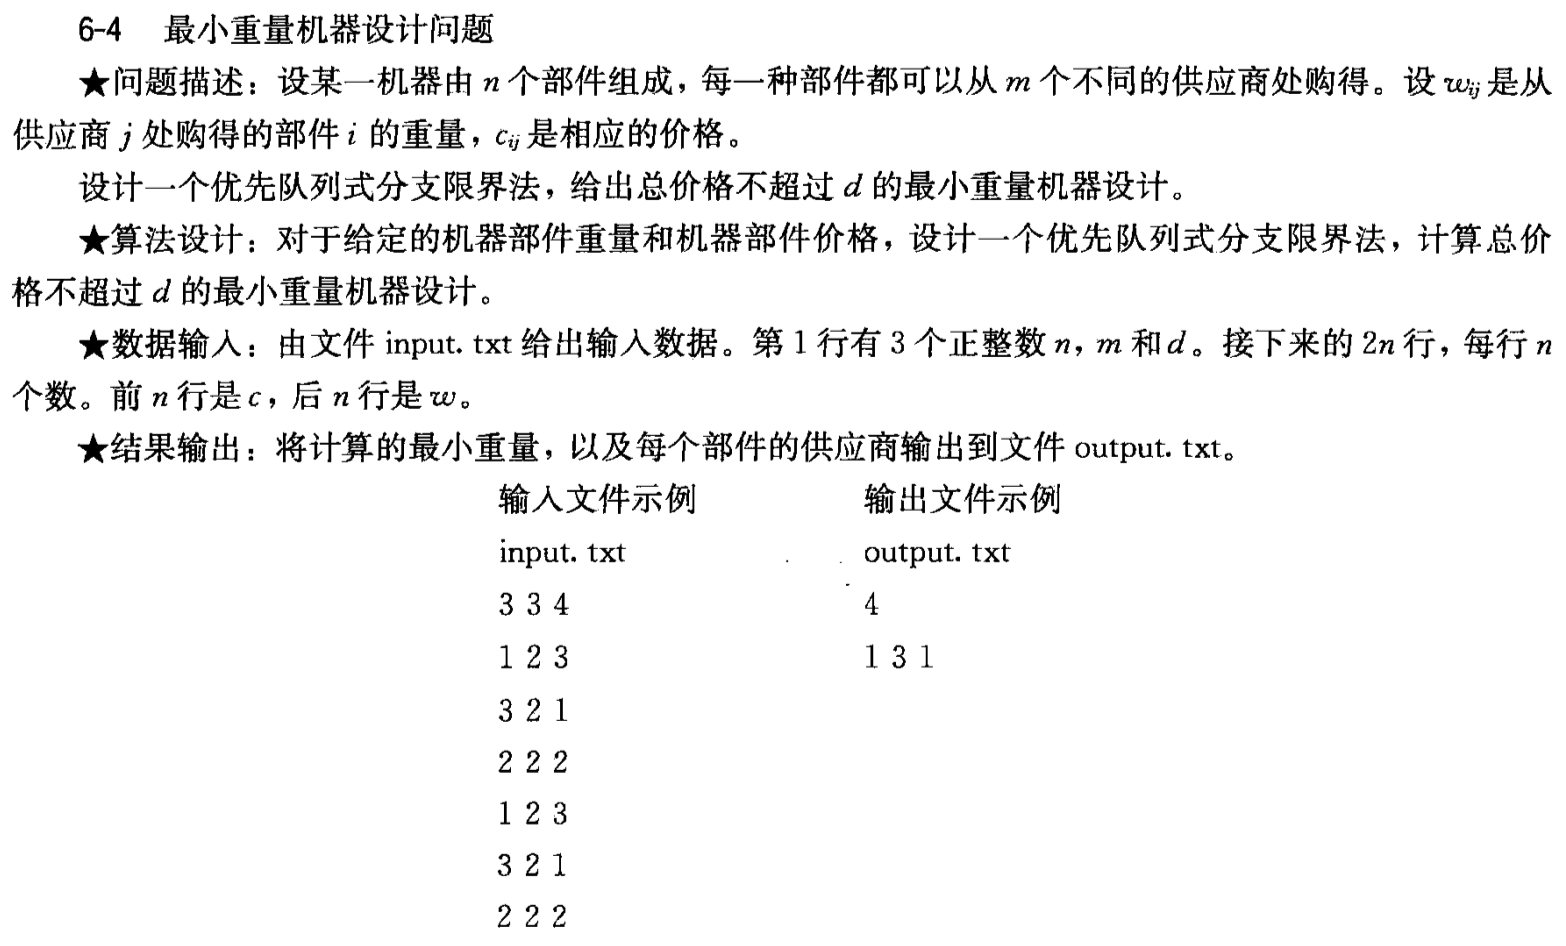 6-4 最小重量机器设计问题
★问题描述：设某一机器由 n 个部件组成，每一种部件都可以从 m 个不同的供应商处购得。设 wij 是从
供应商 j 处购得的部件 i 的重量，cij 是相应的价格。
设计一个优先队列式分支限界法，给出总价格不超过 d 的最小重量机器设计。
★算法设计：对于给定的机器部件重量和机器部件价格，设计一个优先队列式分支限界法，计算总价
格不超过 d 的最小重量机器设计。
★数据输入：由文件 input. txt 给出输入数据。第 1 行有 3 个正整数 n，m 和 d。接下来的 2n 行，每行 n
个数。前 n 行是 c，后 n 行是 w。
★结果输出：将计算的最小重量，以及每个部件的供应商输出到文件 output. txt。
输入文件示例 输出文件示例
input. txt output. txt
3 3 4 4
1 2 3 1 3 1
3 2 1
2 2 2
1 2 3
3 2 1
2 2 2